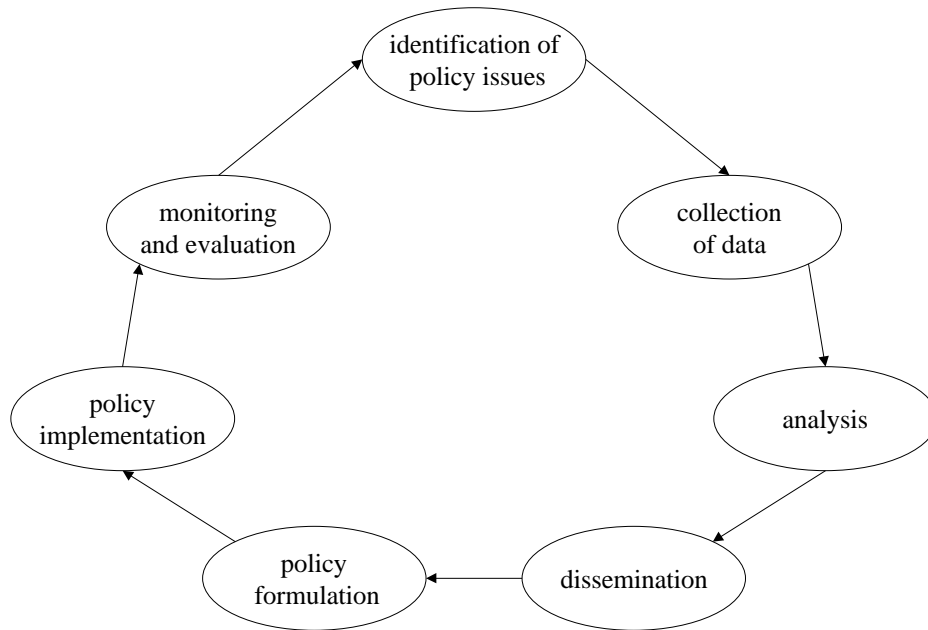 identification of
policy issues
collection
of data
analysis
dissemination
policy
formulation
policy
implementation
monitoring
and evaluation